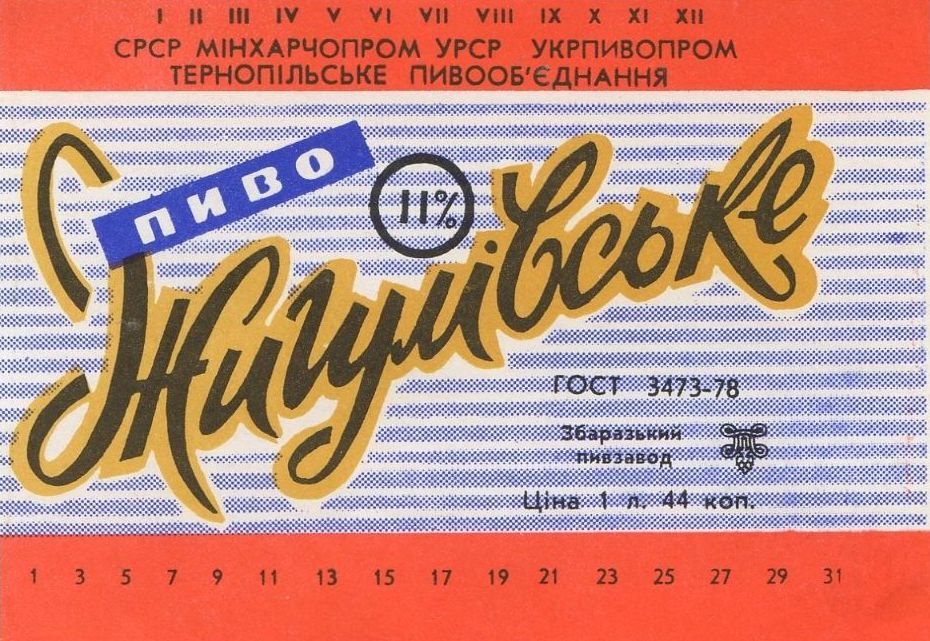 I II III IV V VI VII VIII IX X XI XII
СРСР МІНХАРЧОПРОМ УРСР УКРПИВОПРОМ
ТЕРНОПІЛЬСЬКЕ ПИВООБ'ЄДНАННЯ
ПИВО
11%
Жигулівське
ГОСТ 3473-78
Збаразький
пивзавод
Ціна 1 л. 44 коп.
1 3 5 7 9 11 13 15 17 19 21 23 25 27 29 31